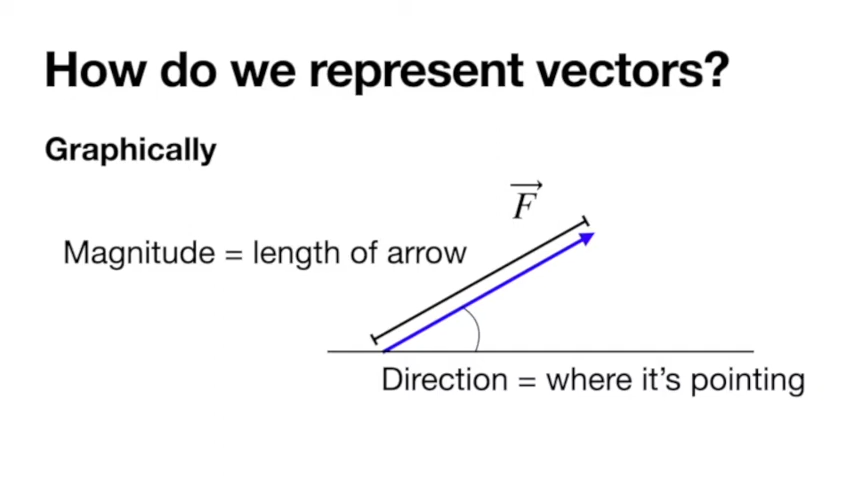 How do we represent vectors?
Graphically
F
Magnitude = length of arrow
Direction = where it's pointing